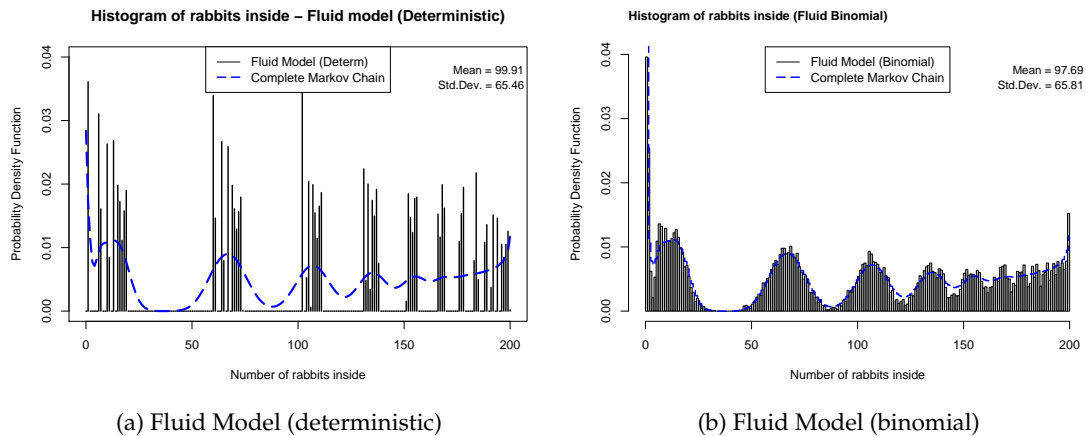 Histogram of rabbits inside – Fluid model (Deterministic)
Fluid Model (Determ)
Complete Markov Chain
Mean = 99.91
Std.Dev. = 65.46
Probability Density Function
0.00
0.01
0.02
0.03
0.04
0
50
100
150
200
Number of rabbits inside
(a) Fluid Model (deterministic)
Histogram of rabbits inside (Fluid Binomial)
Fluid Model (Binomial)
Complete Markov Chain
Mean = 97.69
Std.Dev. = 65.81
Probability Density Function
0.00
0.01
0.02
0.03
0.04
0
50
100
150
200
Number of rabbits inside
(b) Fluid Model (binomial)